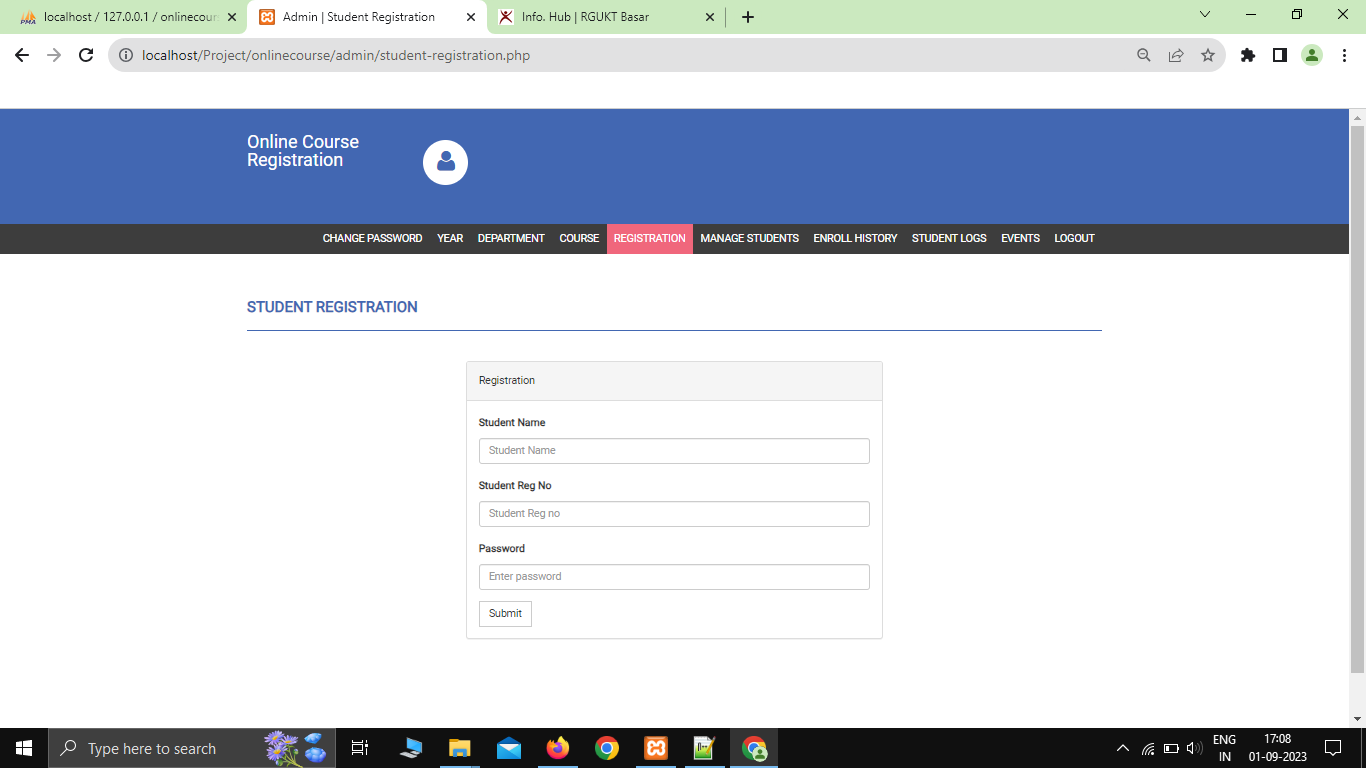 PMA localhost / 127.0.0.1 / onlinecour
Admin | Student Registration
Info. Hub | RGUKT Basar
localhost/Project/onlinecourse/admin/student-registration.php
Online Course
Registration
CHANGE PASSWORD YEAR DEPARTMENT COURSE REGISTRATION MANAGE STUDENTS ENROLL HISTORY STUDENT LOGS EVENTS LOGOUT
STUDENT REGISTRATION
Registration
Student Name
Student Name
Student Reg No
Student Reg no
Password
Enter password
Submit
Type here to search
ENG
IN
17:08
01-09-2023